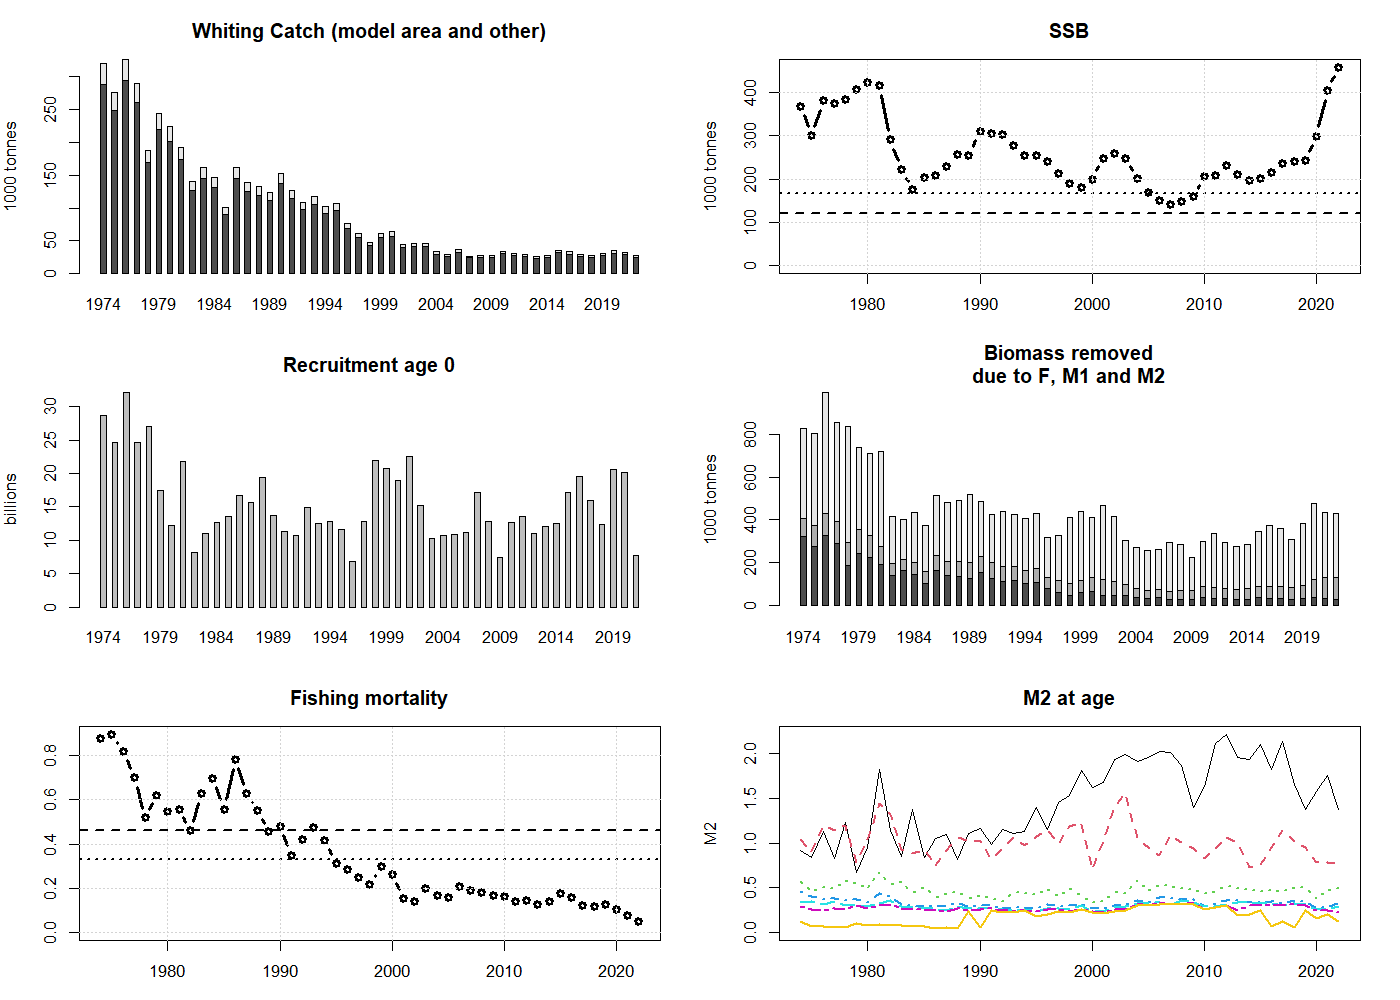 Whiting Catch (model area and other)
1000 tonnes
0 50 150 250
1974 1979 1984 1989 1994 1999 2004 2009 2014 2019
SSB
1000 tonnes
0 100 200 300 400
1980 1990 2000 2010 2020
Recruitment age 0
billions
0 5 10 15 20 25 30
1974 1979 1984 1989 1994 1999 2004 2009 2014 2019
Biomass removed
due to F, M1 and M2
1000 tonnes
0 200 400 600 800
1974 1979 1984 1989 1994 1999 2004 2009 2014 2019
Fishing mortality
0.0 0.2 0.4 0.6 0.8
1980 1990 2000 2010 2020
M2 at age
M2
0.0 0.5 1.0 1.5 2.0
1980 1990 2000 2010 2020